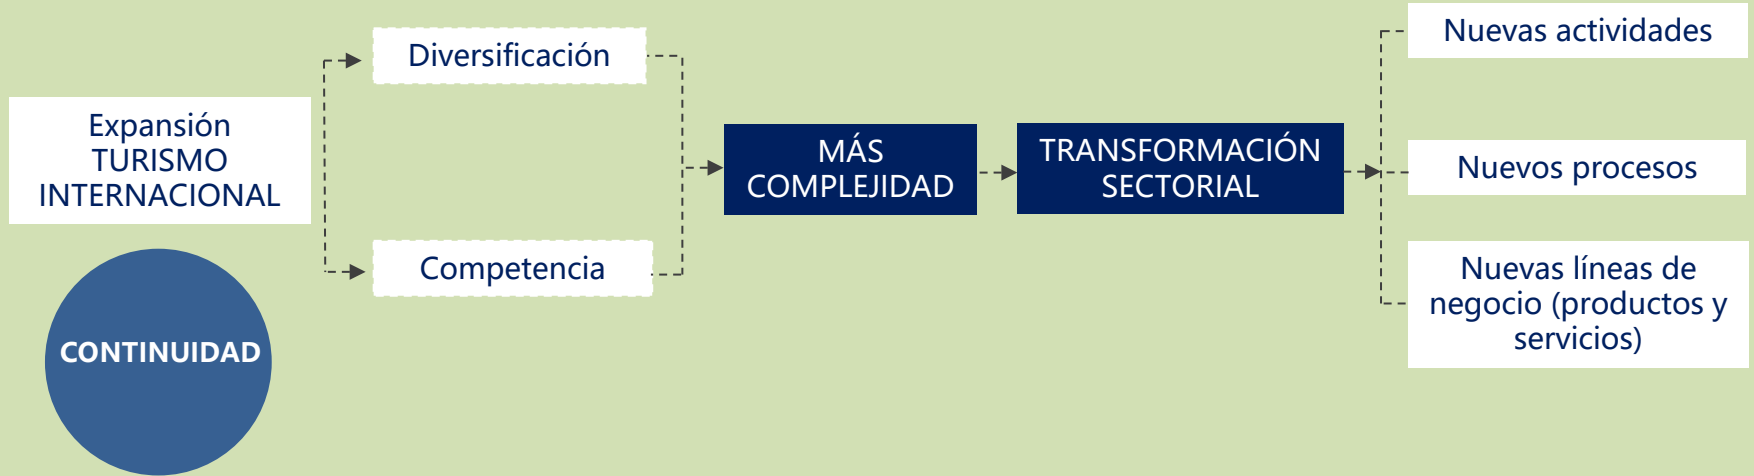 Expansión
TURISMO
INTERNACIONAL
CONTINUIDAD
Diversificación
Competencia
MÁS
COMPLEJIDAD
TRANSFORMACIÓN
SECTORIAL
Nuevas actividades
Nuevos procesos
Nuevas líneas de
negocio (productos y
servicios)